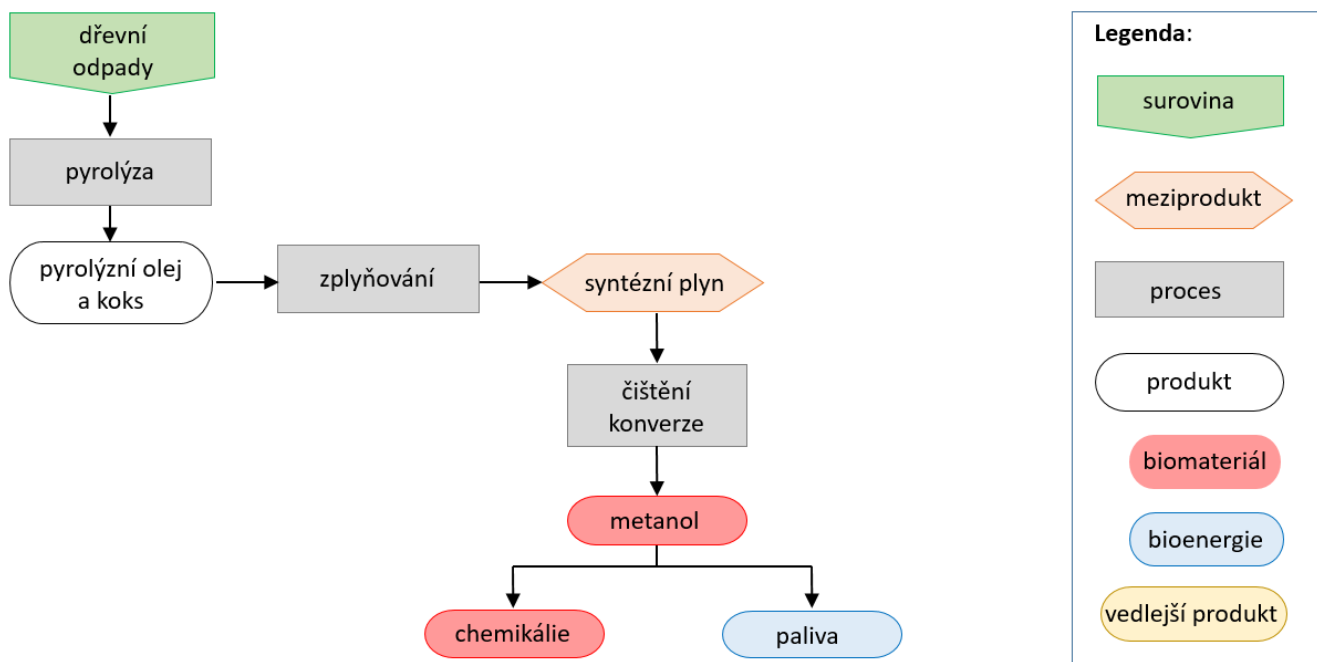 dřevní
odpady
pyrolýza
pyrolýzní olej
a koks
zplyňování
syntézní plyn
čištění
konverze
metanol
chemikálie
paliva
Legenda:
surovina
meziprodukt
proces
produkt
biomateriál
bioenergie
vedlejší produkt